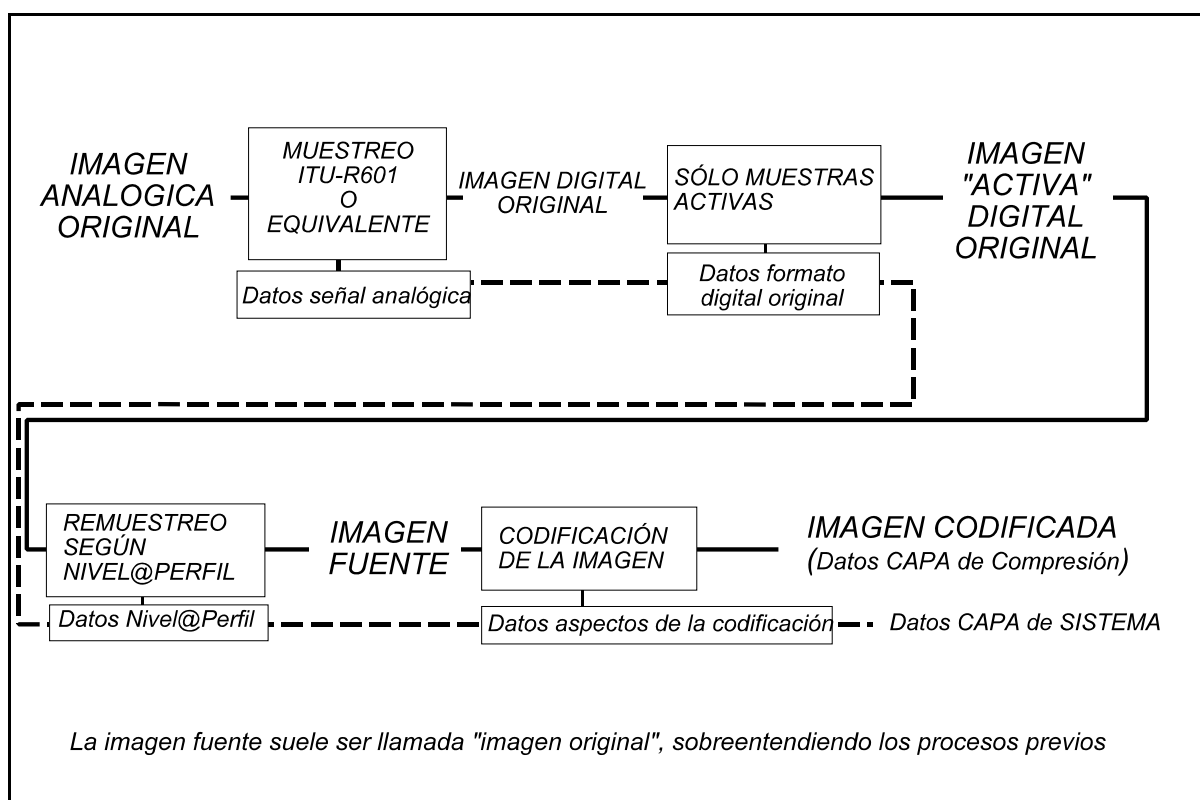 IMAGEN
ANALOGICA
ORIGINAL
MUESTREO
ITU-R601
O
EQUIVALENTE
IMAGEN DIGITAL
ORIGINAL
SÓLO MUESTRAS
ACTIVAS
IMAGEN
"ACTIVA"
DIGITAL
ORIGINAL
Datos señal analógica
Datos formato
digital original
REMUESTREO
SEGÚN
NIVEL@PERFIL
IMAGEN
FUENTE
CODIFICACIÓN
DE LA IMAGEN
IMAGEN CODIFICADA
(Datos CAPA de Compresión)
Datos Nivel@Perfil
Datos aspectos de la codificación
Datos CAPA de SISTEMA
La imagen fuente suele ser llamada "imagen original", sobreentendiendo los procesos previos